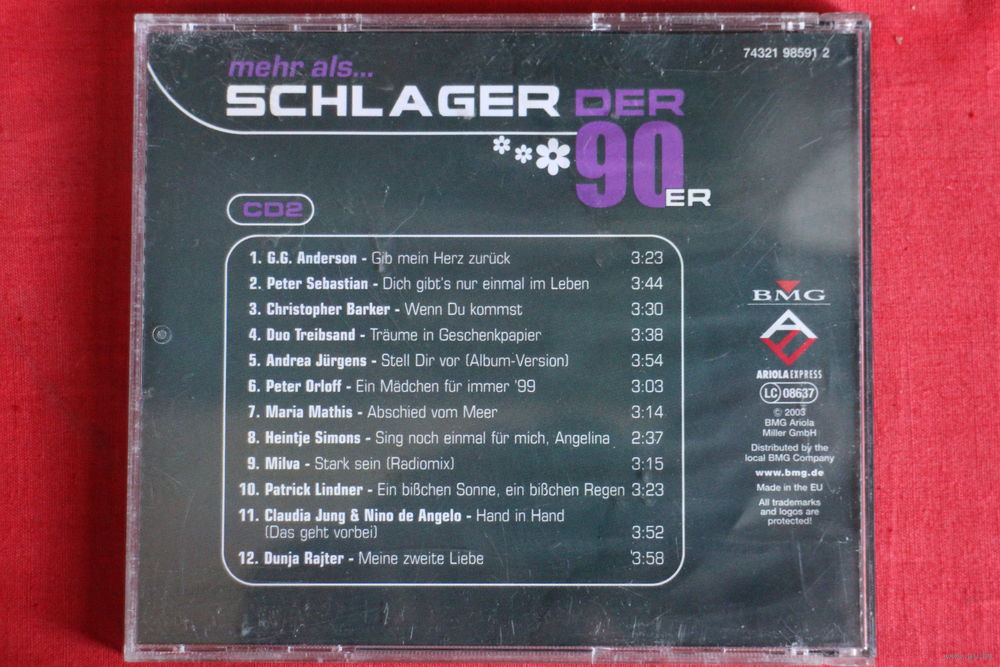 74321 98591 2
mehr als...
SCHLAGER DER
90ER
CD2
1. G.G. Anderson - Gib mein Herz zurück 3:23
2. Peter Sebastian - Dich gibt's nur einmal im Leben 3:44
3. Christopher Barker - Wenn Du kommst 3:30
4. Duo Treibsand - Träume in Geschenkpapier 3:38
5. Andrea Jürgens - Stell Dir vor (Album-Version) 3:54
6. Peter Orloff - Ein Mädchen für immer '99 3:03
7. Maria Mathis - Abschied vom Meer 3:14
8. Heintje Simons - Sing noch einmal für mich, Angelina 2:37
9. Milva - Stark sein (Radiomix) 3:15
10. Patrick Lindner - Ein bißchen Sonne, ein bißchen Regen 3:23
11. Claudia Jung & Nino de Angelo - Hand in Hand
(Das geht vorbei) 3:52
12. Dunja Rajter - Meine zweite Liebe 3:58
BMG
ARIOLA EXPRESS
LC 08637
© 2003
BMG Ariola
Miller GmbH
Distributed by the
local BMG Company
www.bmg.de
Made in the EU
All trademarks
and logos are
protected!